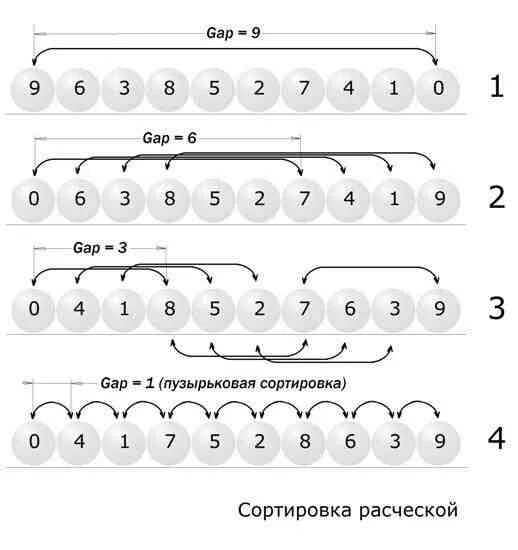 Gap = 9
9 6 3 8 5 2 7 4 1 0 1
Gap = 6
0 6 3 8 5 2 7 4 1 9 2
Gap = 3
0 4 1 8 5 2 7 6 3 9 3
Gap = 1 (пузырьковая сортировка)
0 4 1 7 5 2 8 6 3 9 4
Сортировка расческой